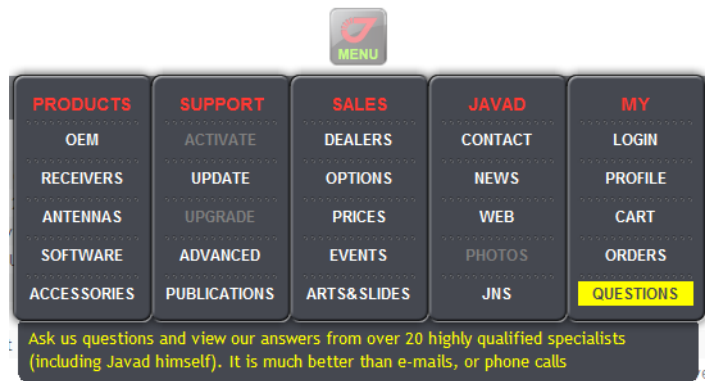 MENU
PRODUCTS SUPPORT SALES JAVAD MY
OEM ACTIVATE DEALERS CONTACT LOGIN
RECEIVERS UPDATE OPTIONS NEWS PROFILE
ANTENNAS UPGRADE PRICES WEB CART
SOFTWARE ADVANCED EVENTS PHOTOS ORDERS
ACCESSORIES PUBLICATIONS ARTS&SLIDES JNS QUESTIONS
Ask us questions and view our answers from over 20 highly qualified specialists
(including Javad himself). It is much better than e-mails, or phone calls